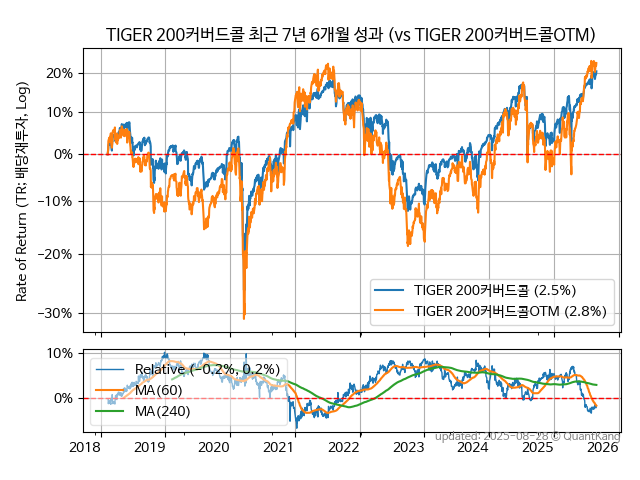 TIGER 200커버드콜 최근 7년 6개월 성과 (vs TIGER 200커버드콜OTM)
Rate of Return (TR: 배당재투자, Log)
20%
10%
0%
−10%
−20%
−30%
TIGER 200커버드콜 (2.5%)
TIGER 200커버드콜OTM (2.8%)
10%
0%
Relative (−0.2%, 0.2%)
MA(60)
MA(240)
2018 2019 2020 2021 2022 2023 2024 2025 2026
updated: 2025-08-28 © QuantKang